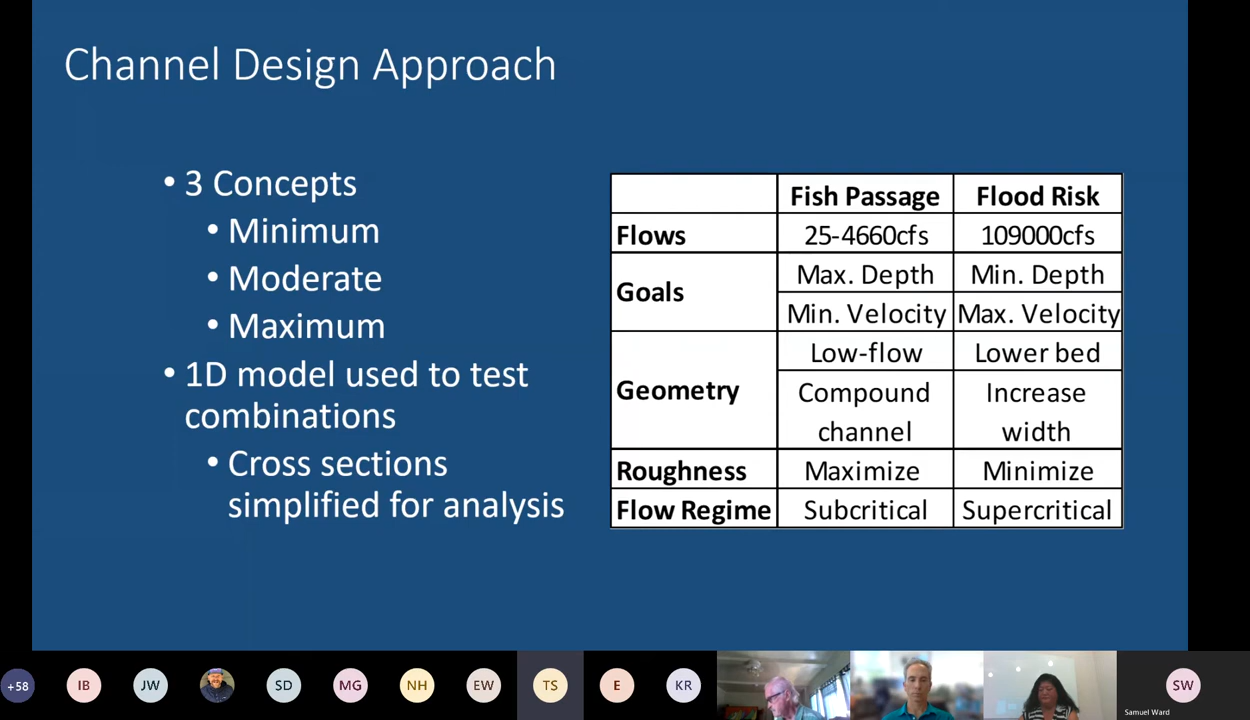 Channel Design Approach
• 3 Concepts
• Minimum
• Moderate
• Maximum
• 1D model used to test
combinations
• Cross sections
simplified for analysis
Fish Passage Flood Risk
Flows 25-4660cfs 109000cfs
Goals Max. Depth Min. Depth
Min. Velocity Max. Velocity
Geometry Low-flow Lower bed
Compound Increase
channel width
Roughness Maximize Minimize
Flow Regime Subcritical Supercritical
+58 IB JW SD MG NH EW TS E KR SW
Samuel Ward